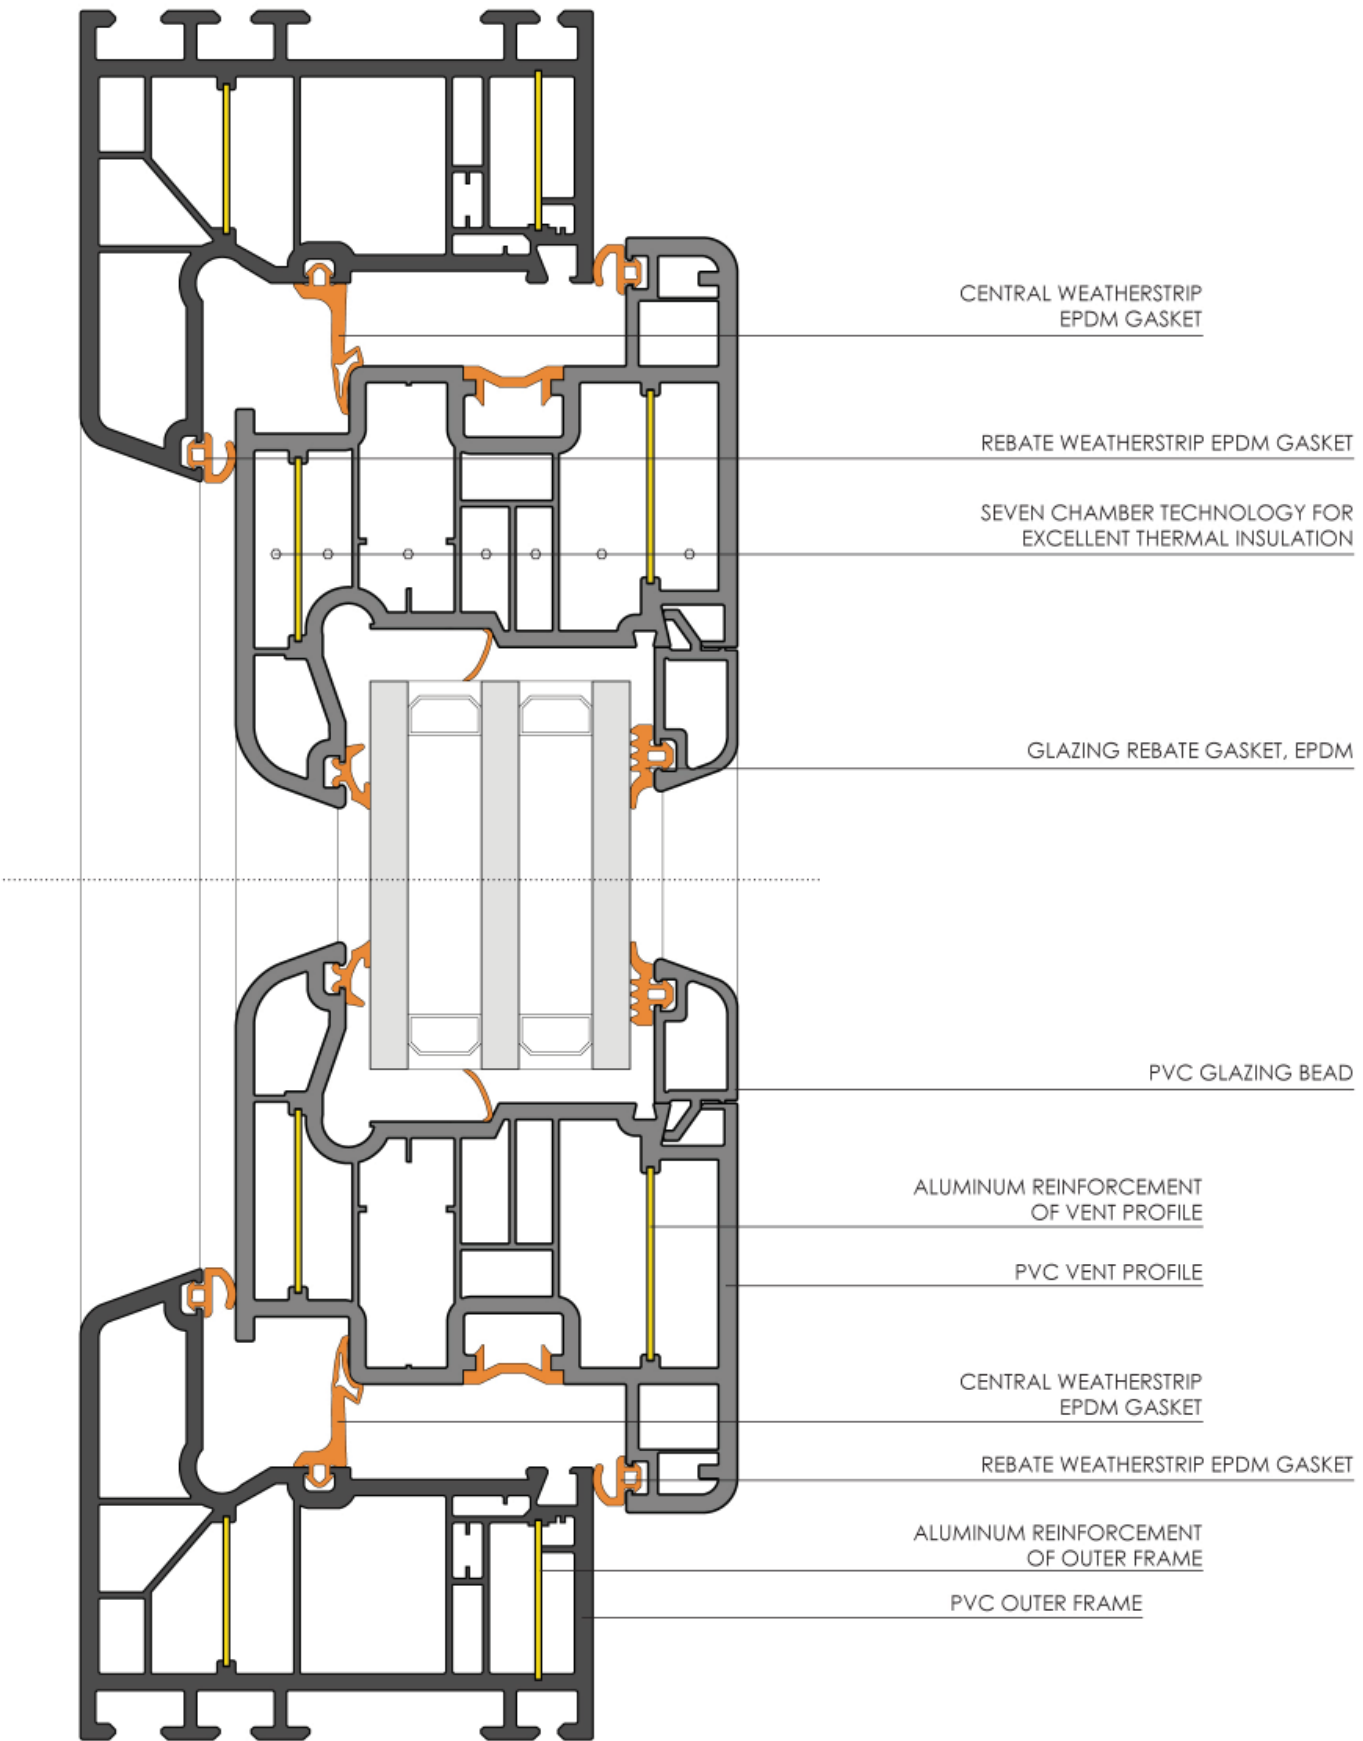 CENTRAL WEATHERSTRIP
EPDM GASKET
REBATE WEATHERSTRIP EPDM GASKET
SEVEN CHAMBER TECHNOLOGY FOR
EXCELLENT THERMAL INSULATION
GLAZING REBATE GASKET, EPDM
PVC GLAZING BEAD
ALUMINUM REINFORCEMENT
OF VENT PROFILE
PVC VENT PROFILE
CENTRAL WEATHERSTRIP
EPDM GASKET
REBATE WEATHERSTRIP EPDM GASKET
ALUMINUM REINFORCEMENT
OF OUTER FRAME
PVC OUTER FRAME